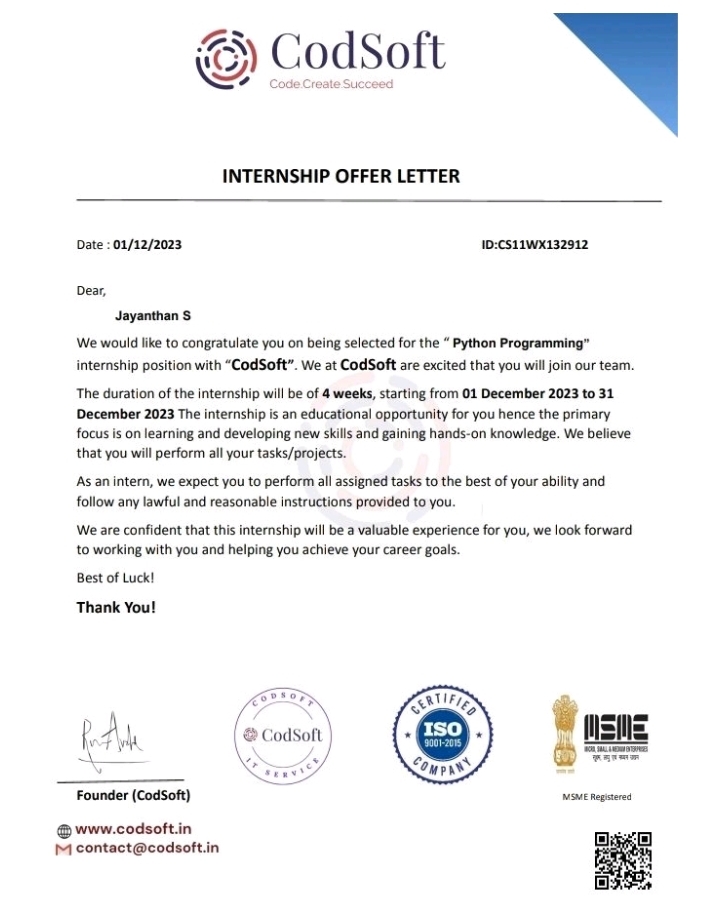 CodSoft
Code.Create.Succeed
INTERNSHIP OFFER LETTER
Date : 01/12/2023 ID:CS11WX132912
Dear,
Jayanthan S
We would like to congratulate you on being selected for the “ Python Programming”
internship position with “CodSoft”. We at CodSoft are excited that you will join our team.
The duration of the internship will be of 4 weeks, starting from 01 December 2023 to 31
December 2023 The internship is an educational opportunity for you hence the primary
focus is on learning and developing new skills and gaining hands-on knowledge. We believe
that you will perform all your tasks/projects.
As an intern, we expect you to perform all assigned tasks to the best of your ability and
follow any lawful and reasonable instructions provided to you.
We are confident that this internship will be a valuable experience for you, we look forward
to working with you and helping you achieve your career goals.
Best of Luck!
Thank You!
CODSOFT
CodSoft
IT SERVICE
CERTIFIED
ISO
9001-2015
COMPANY
MSME
MICRO, SMALL & MEDIUM ENTERPRISES
सूक्ष्म, लघु एवं मध्यम उद्यम
Founder (CodSoft)
MSME Registered
www.codsoft.in
contact@codsoft.in